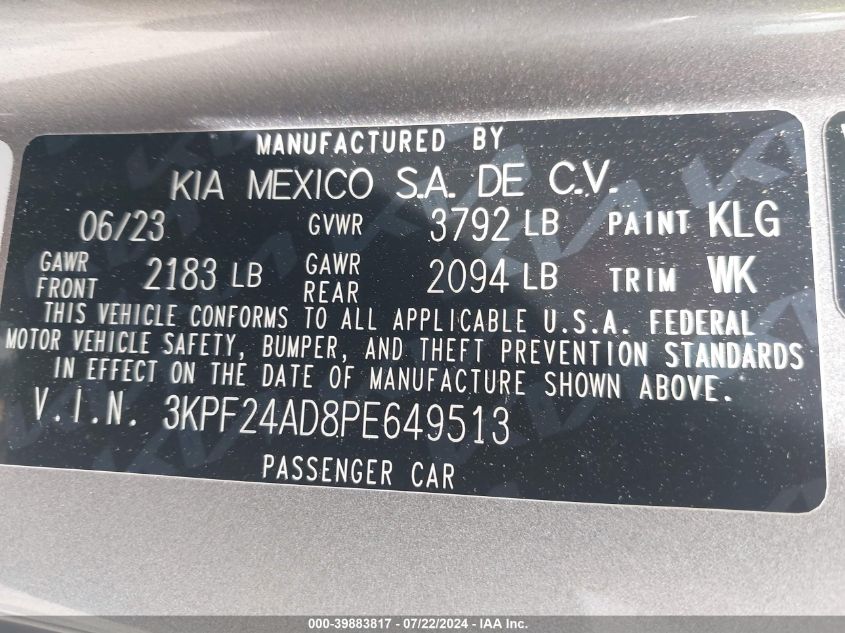 MANUFACTURED BY
KIA MEXICO S.A. DE C.V.
06/23 GVWR 3792 LB PAINT KLG
GAWR FRONT 2183 LB GAWR REAR 2094 LB TRIM WK
THIS VEHICLE CONFORMS TO ALL APPLICABLE U.S.A. FEDERAL
MOTOR VEHICLE SAFETY, BUMPER, AND THEFT PREVENTION STANDARDS
IN EFFECT ON THE DATE OF MANUFACTURE SHOWN ABOVE.
V.I.N. 3KPF24AD8PE649513
PASSENGER CAR
000-39883817 - 07/22/2024 - IAA Inc.